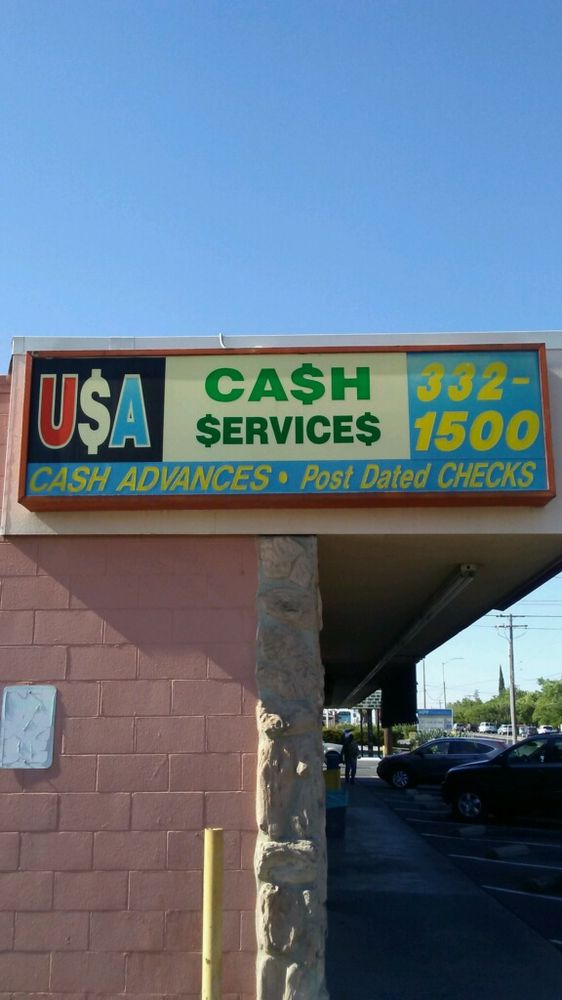 U$A
CA$H
$ERVICE$
332-
1500
CASH ADVANCES • Post Dated CHECKS